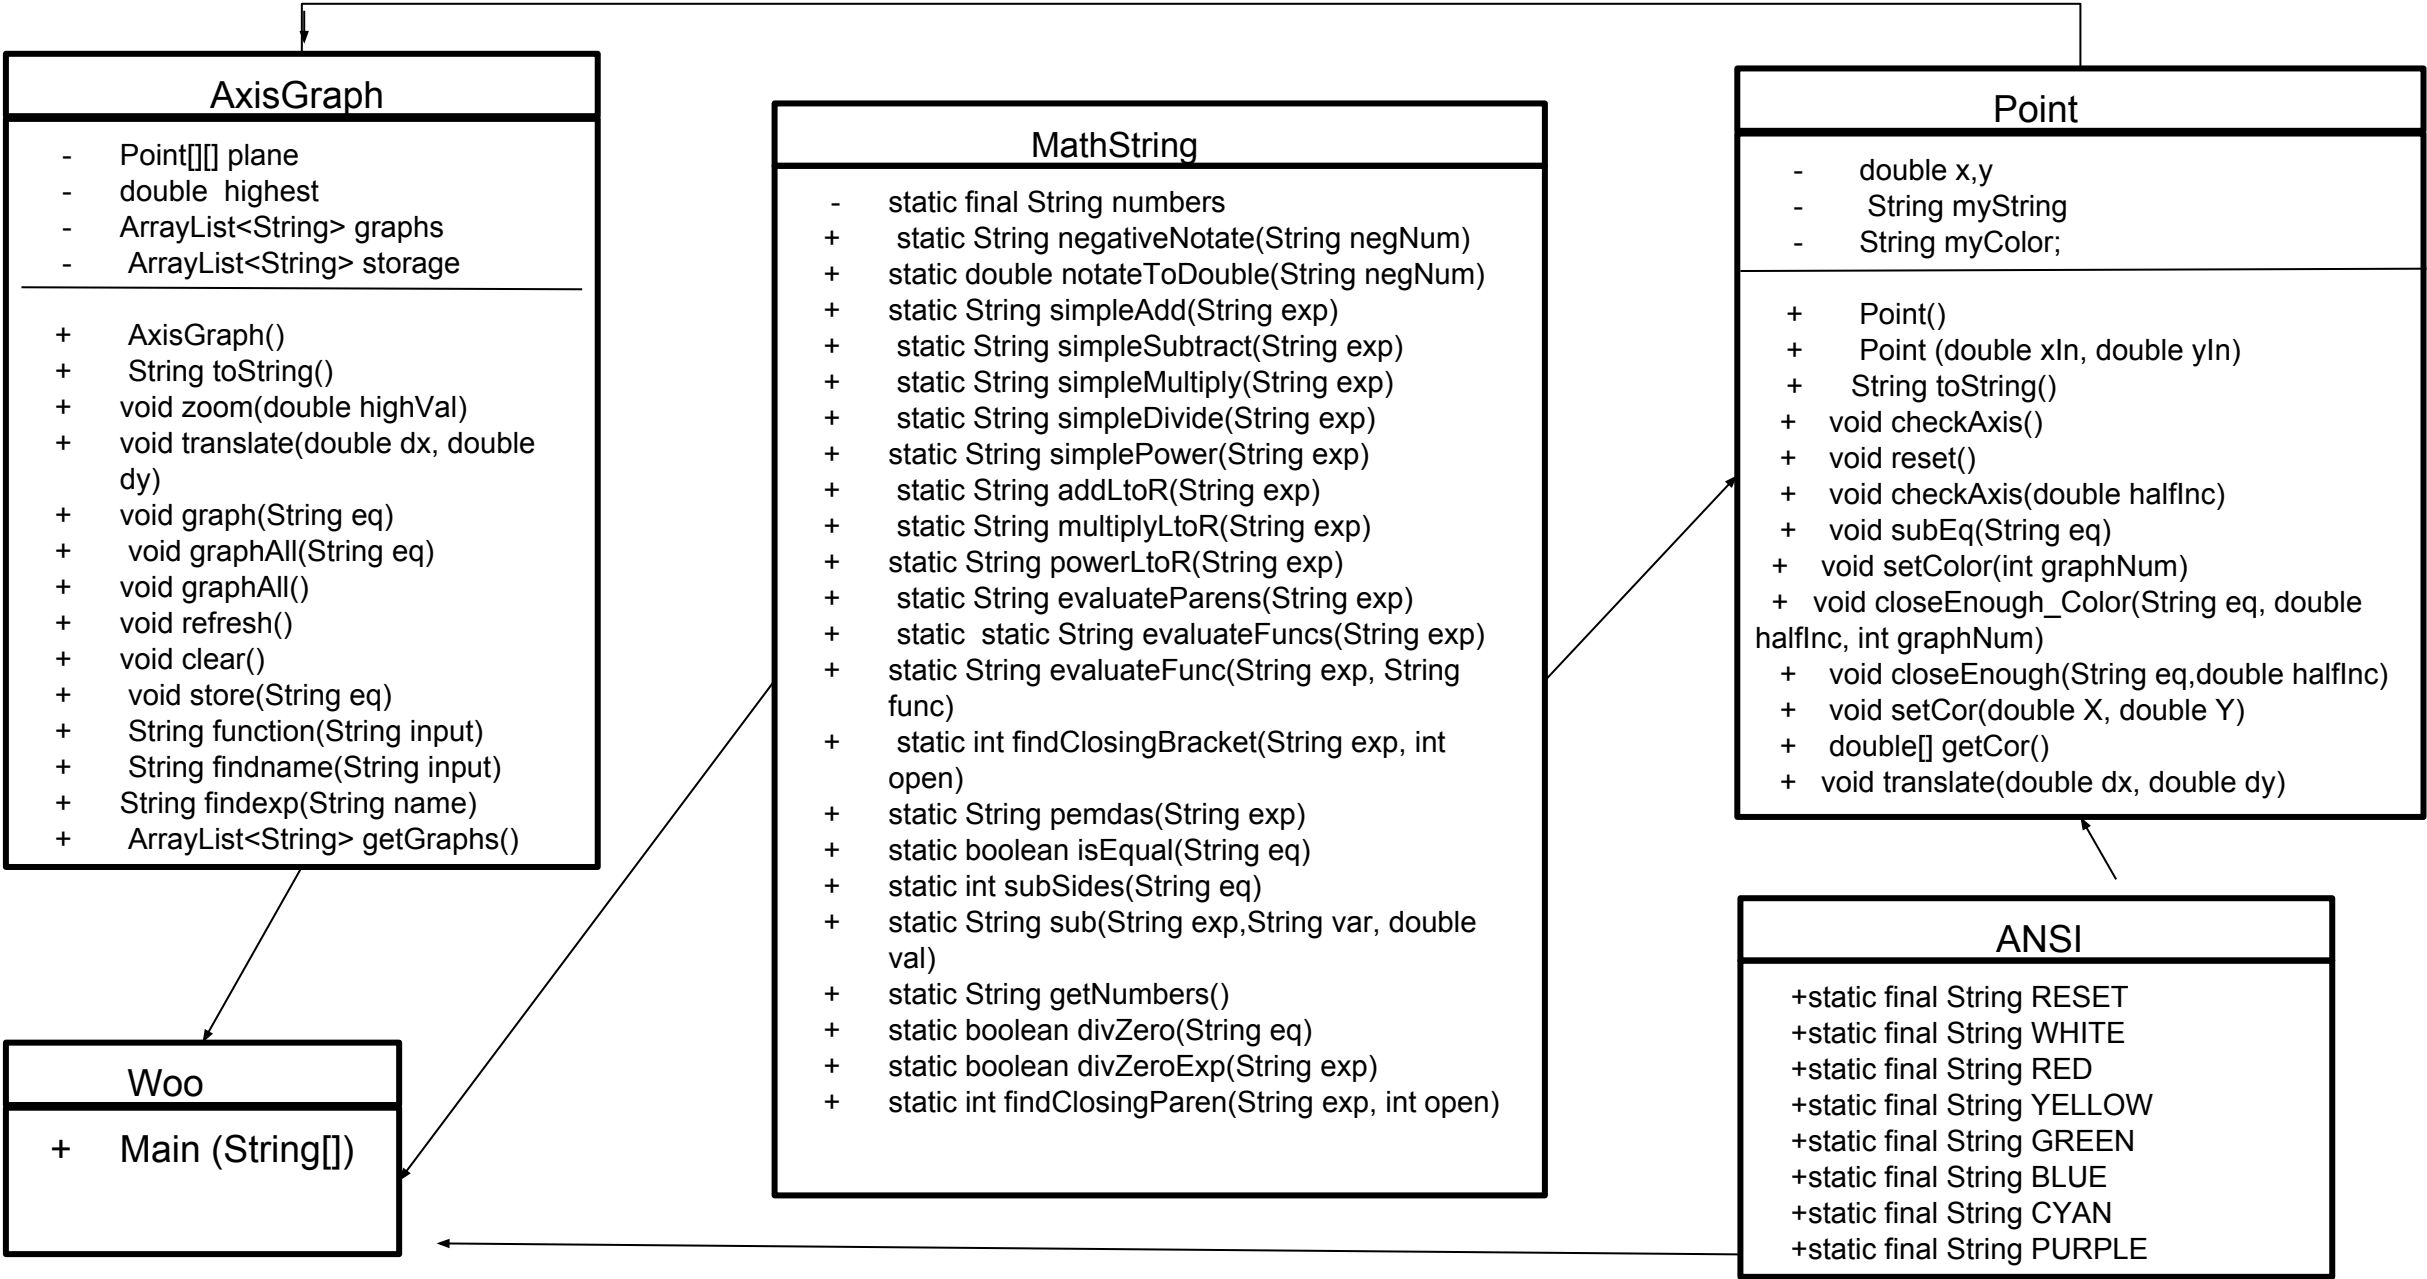 AxisGraph
- Point[][] plane
- double  highest
- ArrayList<String> graphs
- ArrayList<String> storage
+ AxisGraph()
+ String toString()
+ void zoom(double highVal)
+ void translate(double dx, double
dy)
+ void graph(String eq)
+ void graphAll(String eq)
+ void graphAll()
+ void refresh()
+ void clear()
+ void store(String eq)
+ String function(String input)
+ String findname(String input)
+ String findexp(String name)
+ ArrayList<String> getGraphs()
Woo
+ Main (String[])
MathString
- static final String numbers
+ static String negativeNotate(String negNum)
+ static double notateToDouble(String negNum)
+ static String simpleAdd(String exp)
+ static String simpleSubtract(String exp)
+ static String simpleMultiply(String exp)
+ static String simpleDivide(String exp)
+ static String simplePower(String exp)
+ static String addLtoR(String exp)
+ static String multiplyLtoR(String exp)
+ static String powerLtoR(String exp)
+ static String evaluateParens(String exp)
+ static  static String evaluateFuncs(String exp)
+ static String evaluateFunc(String exp, String
func)
+ static int findClosingBracket(String exp, int
open)
+ static String pemdas(String exp)
+ static boolean isEqual(String eq)
+ static int subSides(String eq)
+ static String sub(String exp,String var, double
val)
+ static String getNumbers()
+ static boolean divZero(String eq)
+ static boolean divZeroExp(String exp)
+ static int findClosingParen(String exp, int open)
Point
- double x,y
- String myString
- String myColor;
+ Point()
+ Point (double xIn, double yIn)
+ String toString()
+ void checkAxis()
+ void reset()
+ void checkAxis(double halfInc)
+ void subEq(String eq)
+ void setColor(int graphNum)
+ void closeEnough_Color(String eq, double
halfInc, int graphNum)
+ void closeEnough(String eq,double halfInc)
+ void setCor(double X, double Y)
+ double[] getCor()
+ void translate(double dx, double dy)
ANSI
+static final String RESET
+static final String WHITE
+static final String RED
+static final String YELLOW
+static final String GREEN
+static final String BLUE
+static final String CYAN
+static final String PURPLE